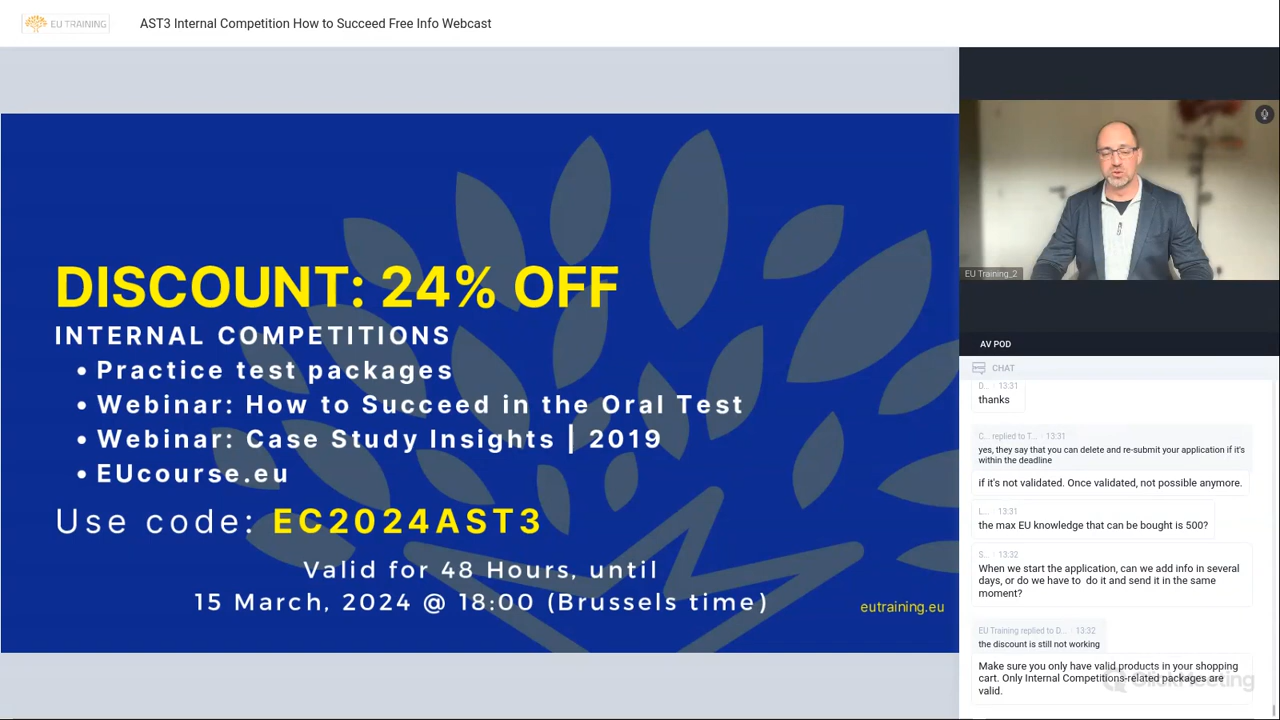 EU TRAINING
AST3 Internal Competition How to Succeed Free Info Webcast
DISCOUNT: 24% OFF
INTERNAL COMPETITIONS
• Practice test packages
• Webinar: How to Succeed in the Oral Test
• Webinar: Case Study Insights | 2019
• EUcourse.eu
Use code: EC2024AST3
Valid for 48 Hours, until
15 March, 2024 @ 18:00 (Brussels time)
eutraining.eu
EU Training_2
AV POD
CHAT
D... · 13:31
thanks
C... replied to T... · 13:31
yes, they say that you can delete and re-submit your application if it's
within the deadline
if it's not validated. Once validated, not possible anymore.
L... · 13:31
the max EU knowledge that can be bought is 500?
S... · 13:32
When we start the application, can we add info in several
days, or do we have to do it and send it in the same
moment?
EU Training replied to D... · 13:32
the discount is still not working
Make sure you only have valid products in your shopping
cart. Only Internal Competitions-related packages are
valid.
ClickMeeting